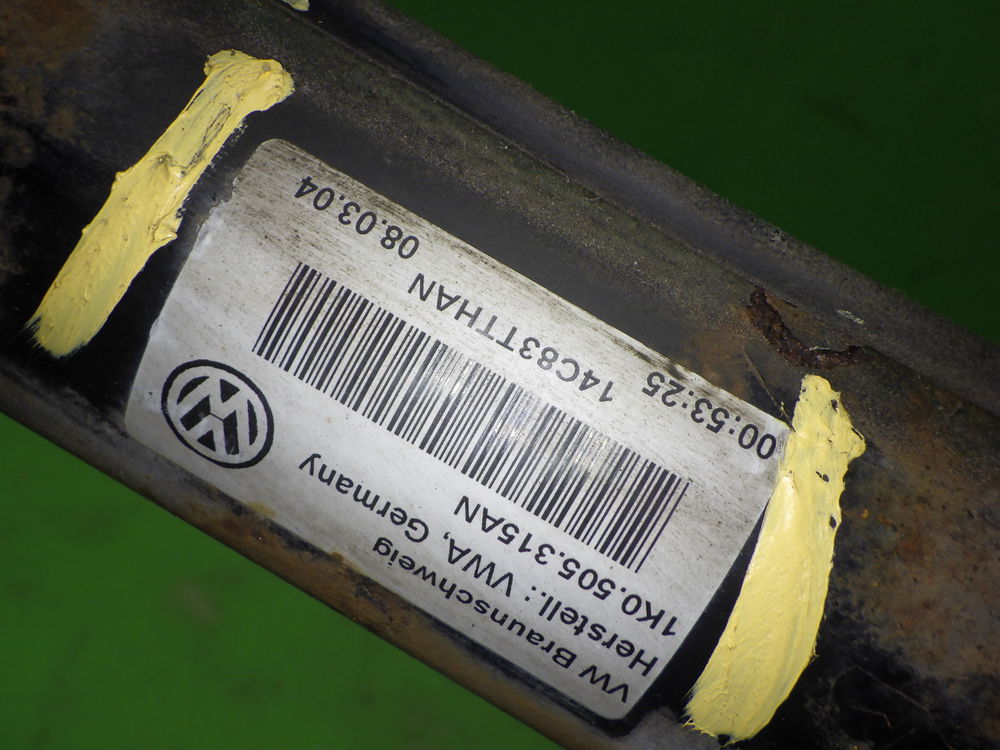 VW Braunschweig
Herstell.: VWA, Germany
1K0.505.315AN
14C83TTHAN
00:53:25 08.03.04